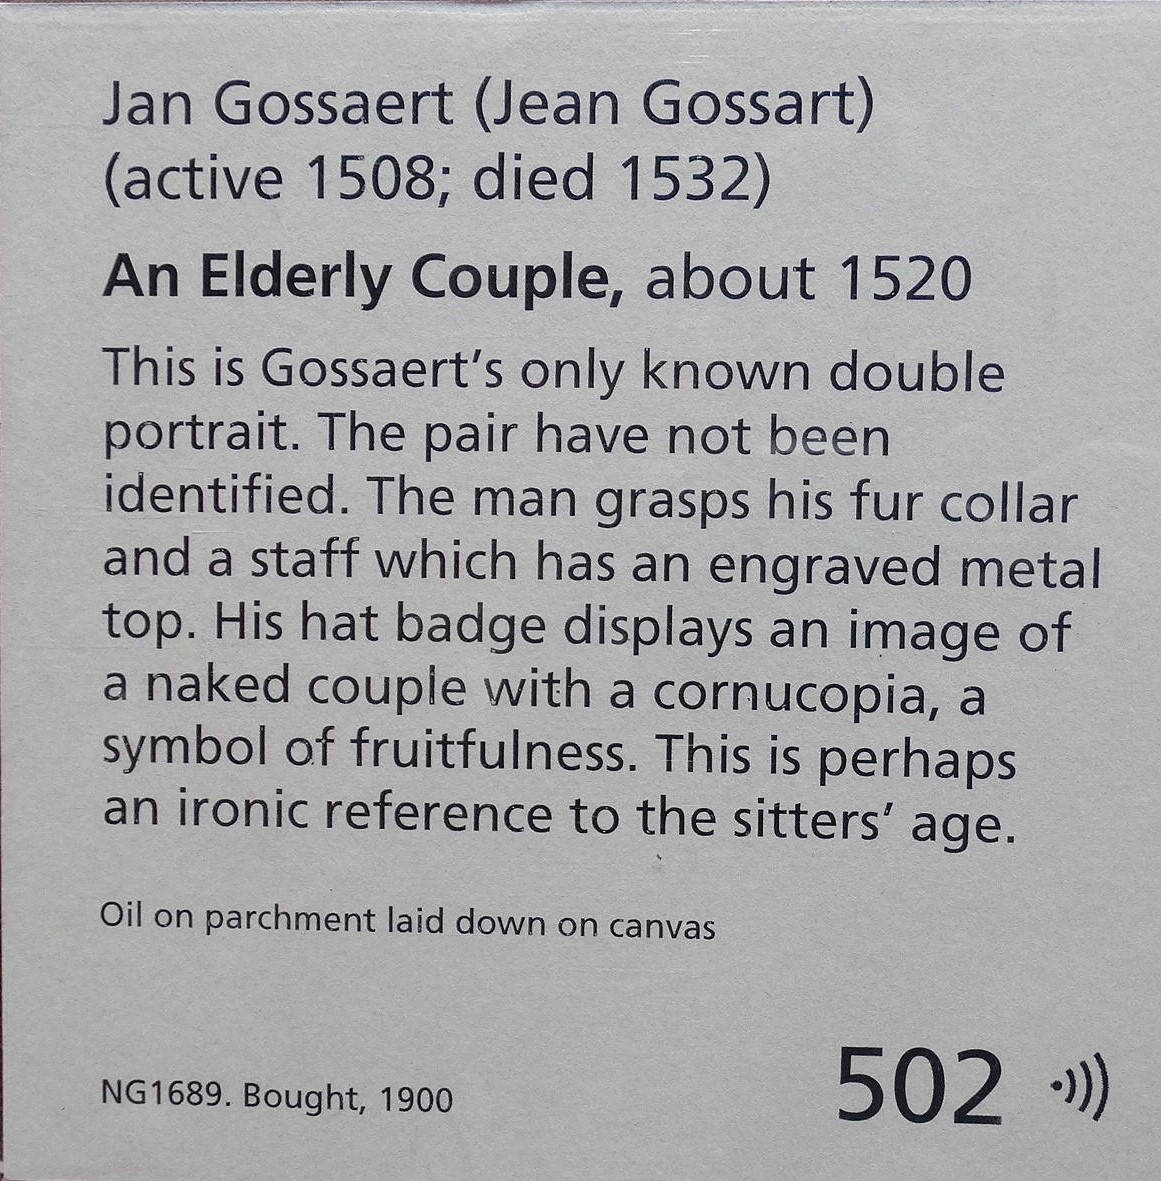 Jan Gossaert (Jean Gossart)
(active 1508; died 1532)
An Elderly Couple, about 1520
This is Gossaert’s only known double
portrait. The pair have not been
identified. The man grasps his fur collar
and a staff which has an engraved metal
top. His hat badge displays an image of
a naked couple with a cornucopia, a
symbol of fruitfulness. This is perhaps
an ironic reference to the sitters’ age.
Oil on parchment laid down on canvas
NG1689. Bought, 1900
502